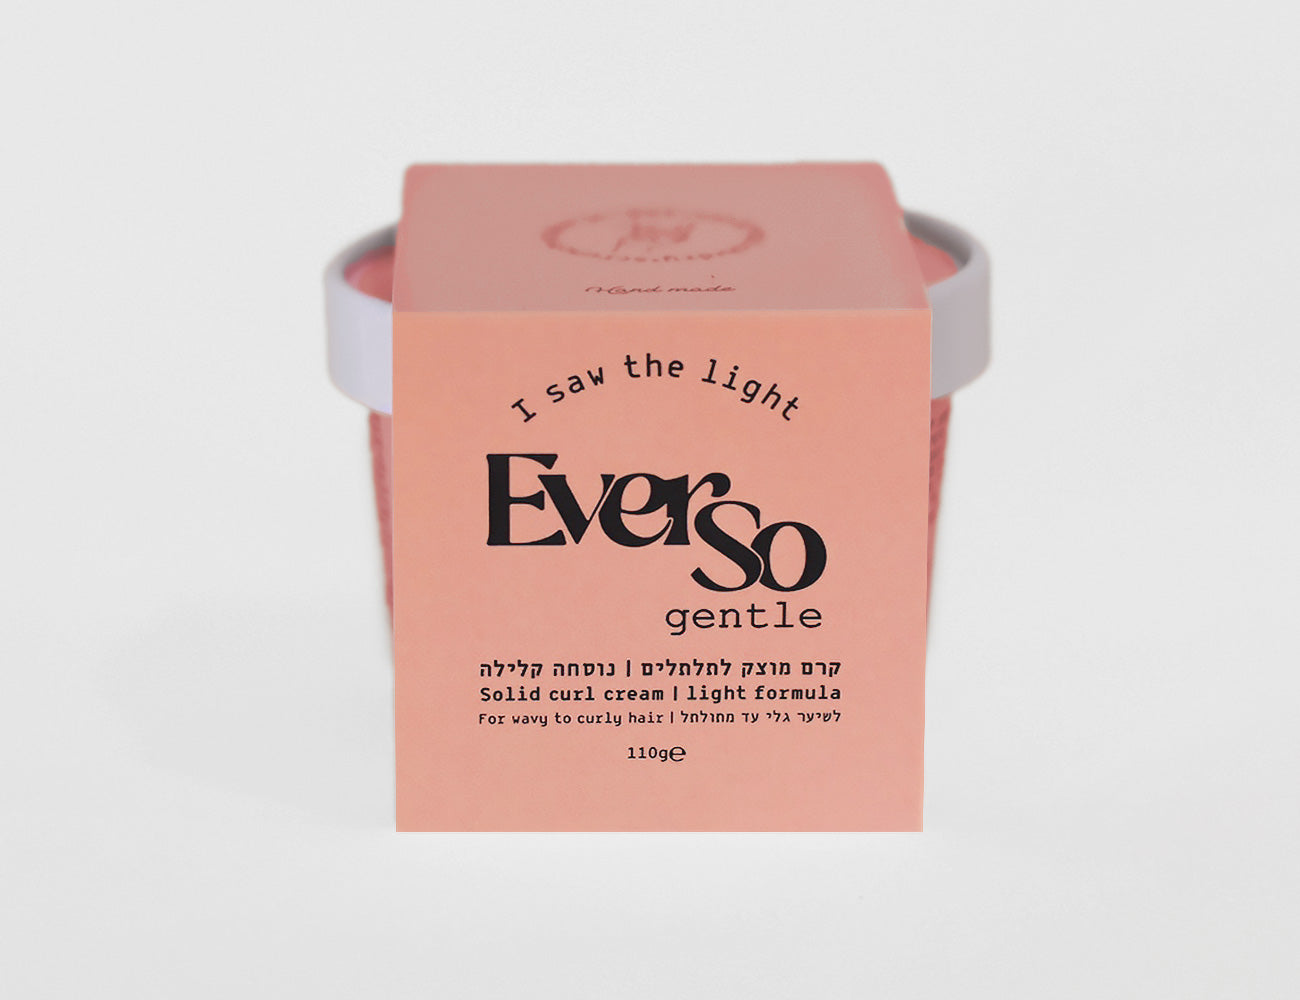 Hand made
I saw the light
EverSo
gentle
קרם מוצק לתלתלים | נוסחה קלילה
Solid curl cream | light formula
For wavy to curly hair | לשיער גלי עד מתולתל
110g℮